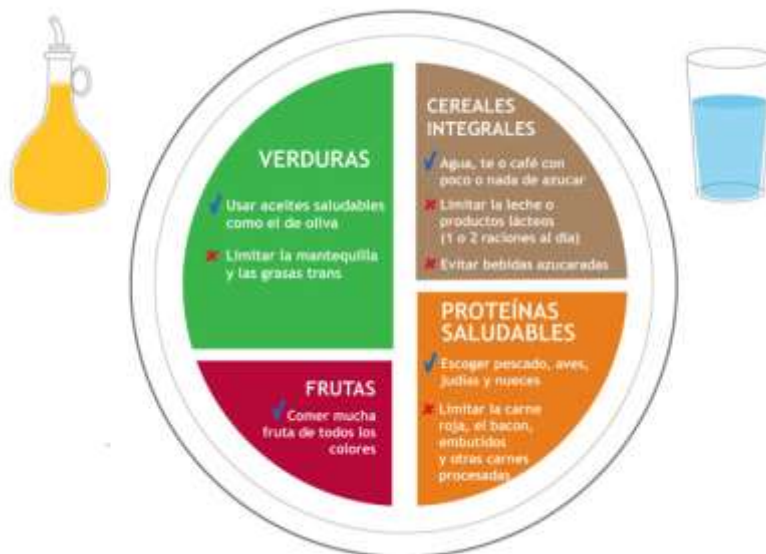 VERDURAS
Usar aceites saludables
como el de oliva
Limitar la mantequilla
y las grasas trans
CEREALES
INTEGRALES
Agua, te o café con
poco o nada de azucar
Limitar la leche o
productos lácteos
(1 o 2 raciones al día)
Evitar bebidas azucaradas
FRUTAS
Comer mucha
fruta de todos los
colores
PROTEÍNAS
SALUDABLES
Escoger pescado, aves,
judías y nueces
Limitar la carne
roja, el bacon,
embutidos
y otras carnes
procesadas